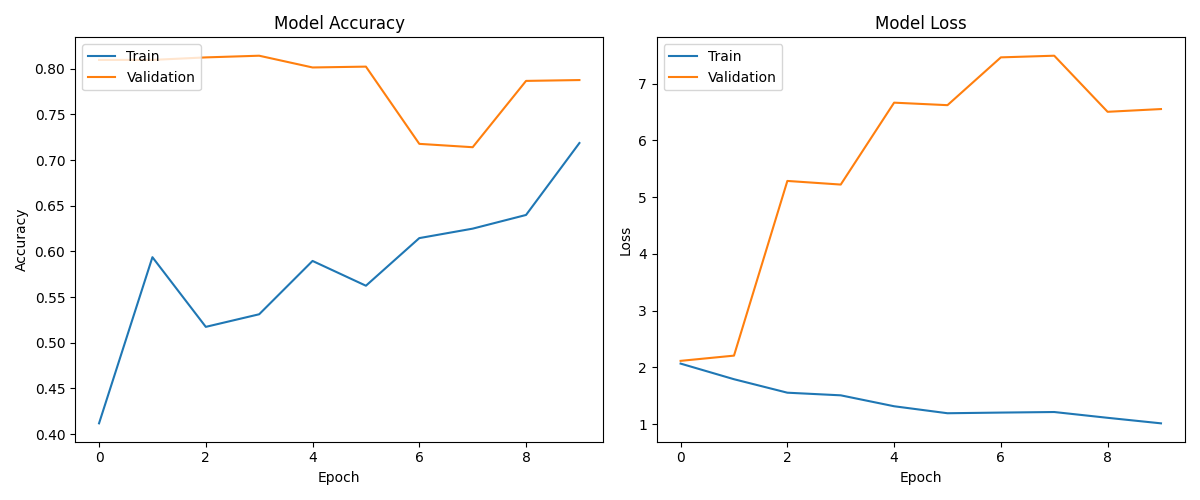 Model Accuracy
Train
Validation
0.80
0.75
0.70
0.65
0.60
0.55
0.50
0.45
0.40
Accuracy
0 2 4 6 8
Epoch
Model Loss
Train
Validation
7
6
5
4
3
2
1
Loss
0 2 4 6 8
Epoch